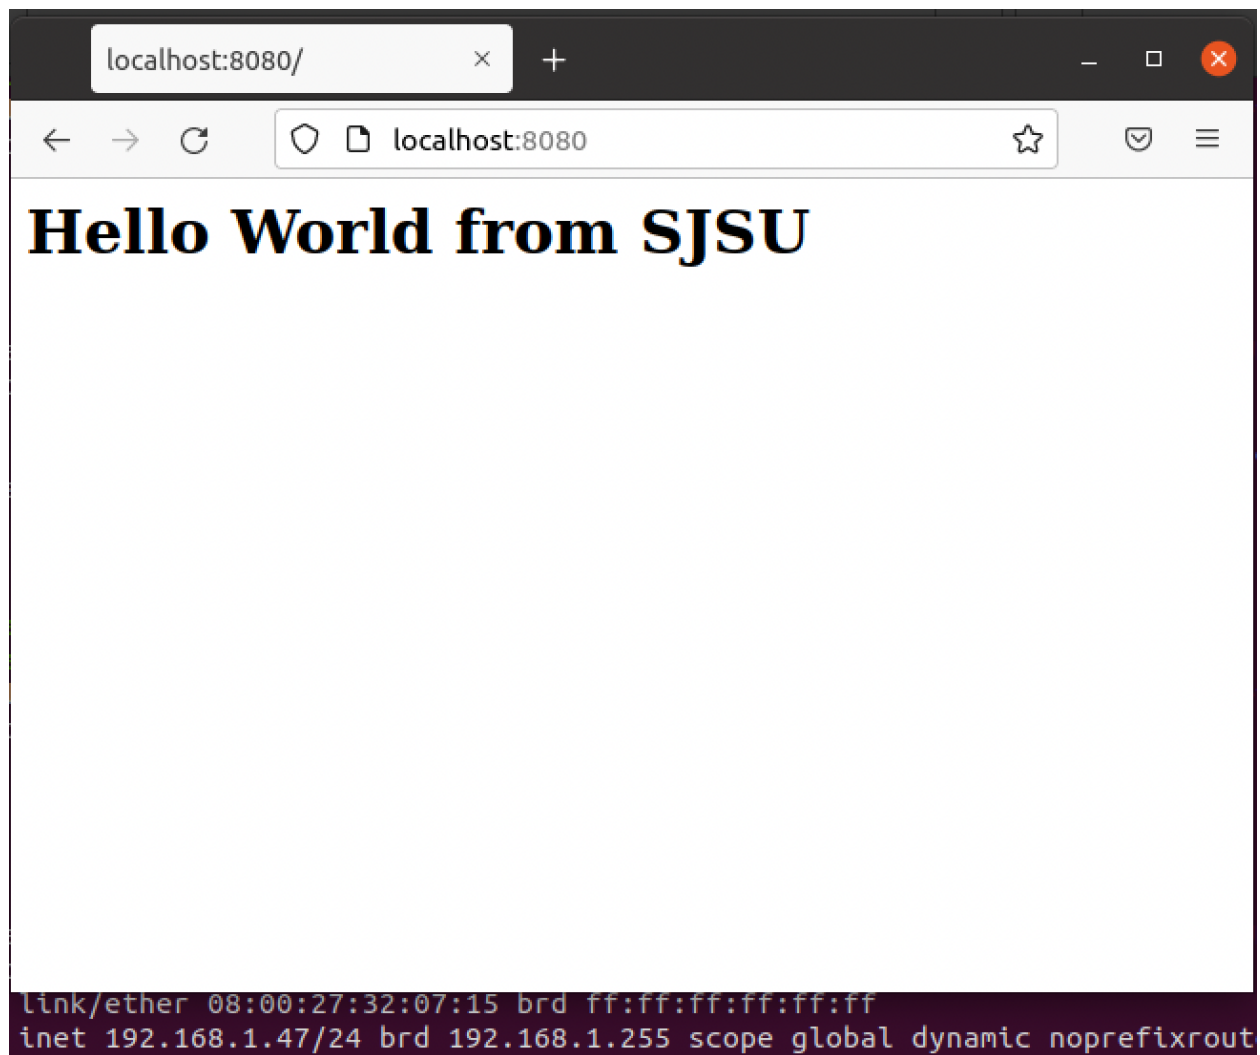 localhost:8080/
localhost:8080
Hello World from SJSU
link/ether 08:00:27:32:07:15 brd ff:ff:ff:ff:ff:ff
inet 192.168.1.47/24 brd 192.168.1.255 scope global dynamic noprefixrout